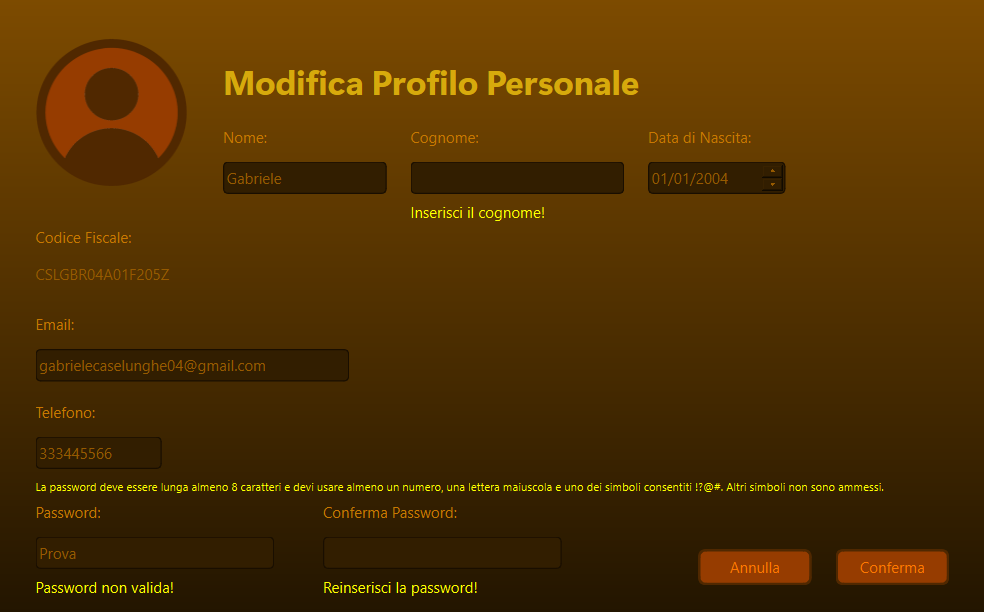 Modifica Profilo Personale
Nome: Cognome: Data di Nascita:
Gabriele 01/01/2004
Inserisci il cognome!
Codice Fiscale:
CSLGBR04A01F205Z
Email:
gabrielecaselunghe04@gmail.com
Telefono:
333445566
La password deve essere lunga almeno 8 caratteri e devi usare almeno un numero, una lettera maiuscola e uno dei simboli consentiti !?@#. Altri simboli non sono ammessi.
Password: Conferma Password:
Prova
Annulla Conferma
Password non valida! Reinserisci la password!